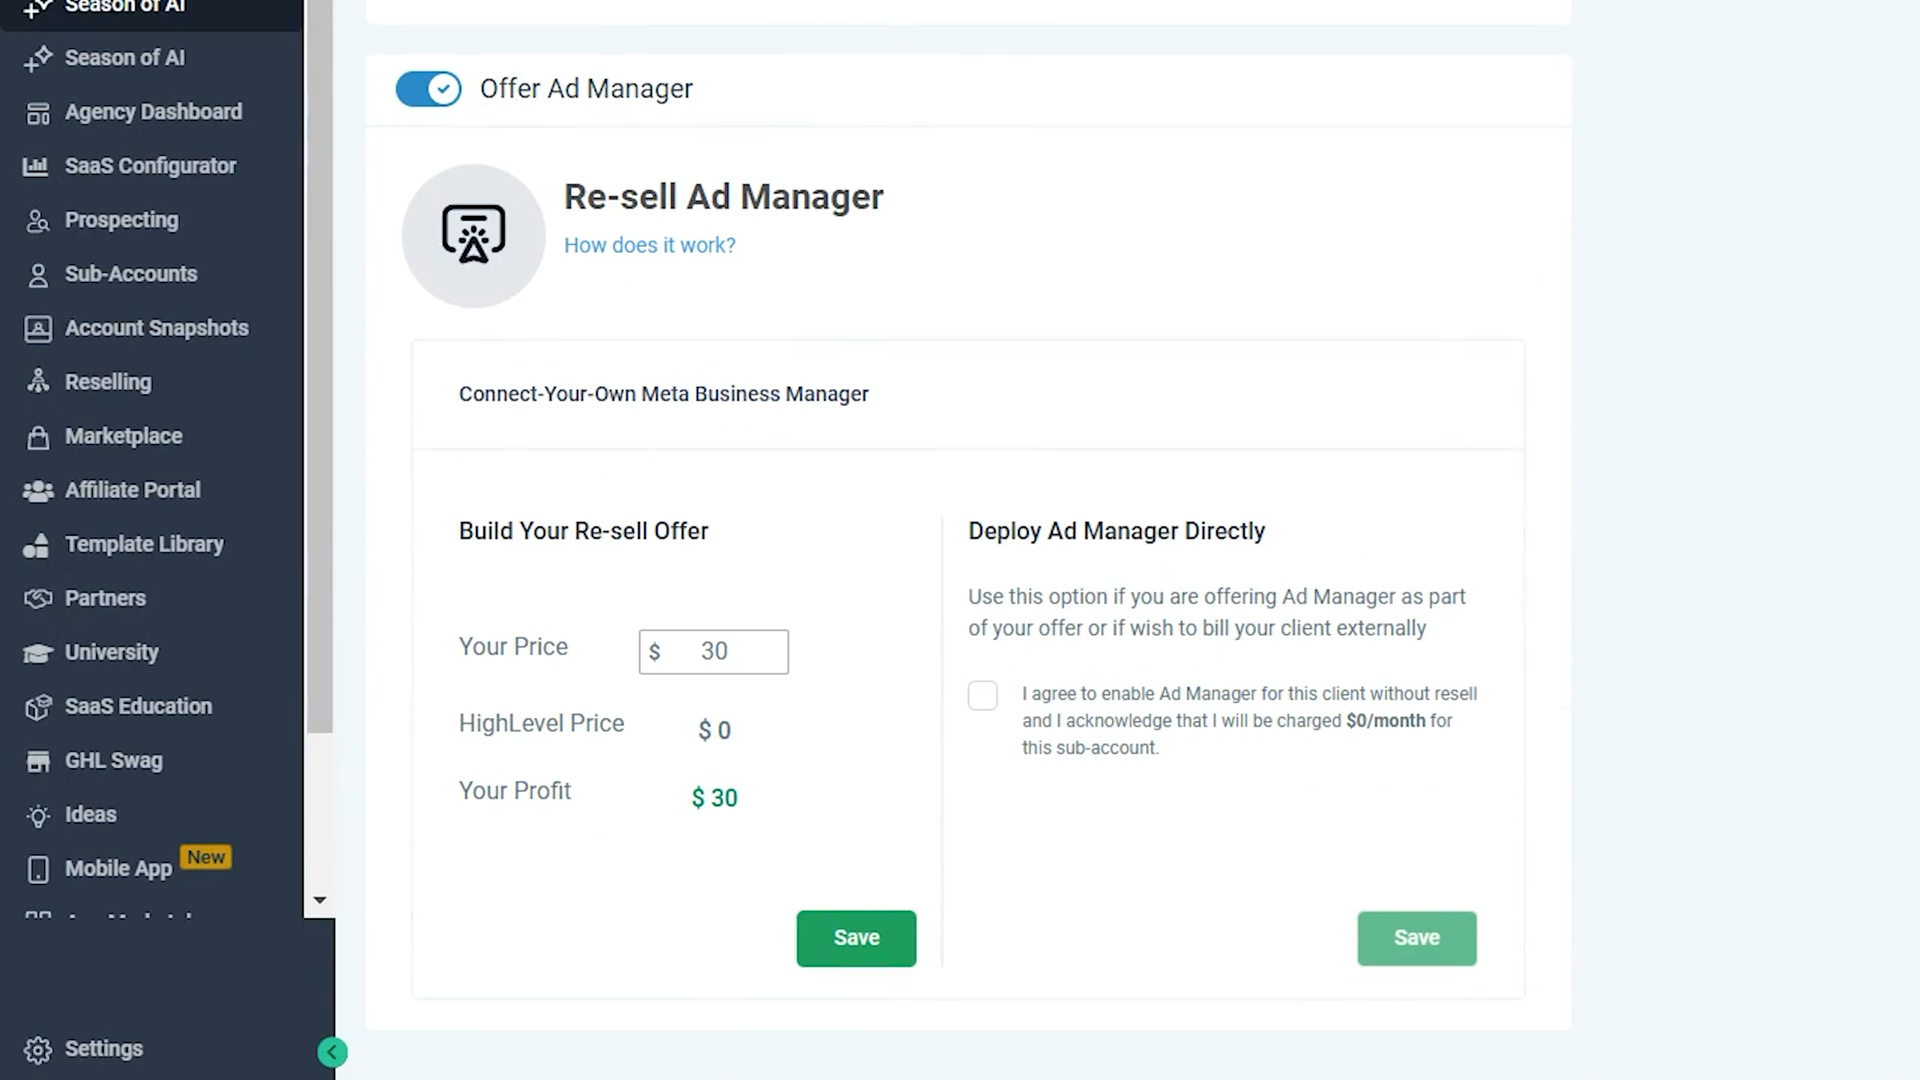 Season of AI
Season of AI
Agency Dashboard
SaaS Configurator
Prospecting
Sub-Accounts
Account Snapshots
Reselling
Marketplace
Affiliate Portal
Template Library
Partners
University
SaaS Education
GHL Swag
Ideas
Mobile App New
Settings
Offer Ad Manager
Re-sell Ad Manager
How does it work?
Connect-Your-Own Meta Business Manager
Build Your Re-sell Offer
Your Price $ 30
HighLevel Price $ 0
Your Profit $ 30
Save
Deploy Ad Manager Directly
Use this option if you are offering Ad Manager as part
of your offer or if wish to bill your client externally
I agree to enable Ad Manager for this client without resell
and I acknowledge that I will be charged $0/month for
this sub-account.
Save